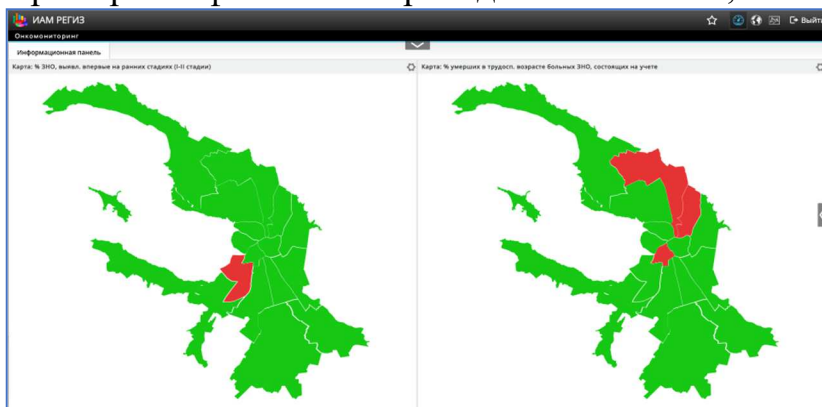 ИАМ РЕГИЗ
Выйти
Онкомониторинг
Информационная панель
Карта: % ЗНО, выявл. впервые на ранних стадиях (I-II стадии)
Карта: % умерших в трудосп. возрасте больных ЗНО, состоящих на учете